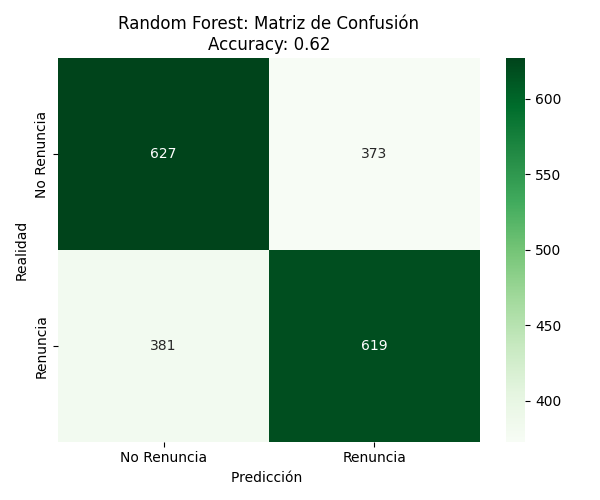 Random Forest: Matriz de Confusión
Accuracy: 0.62
Realidad
No Renuncia
627
373
600
550
500
450
400
Renuncia
381
619
No Renuncia
Renuncia
Predicción